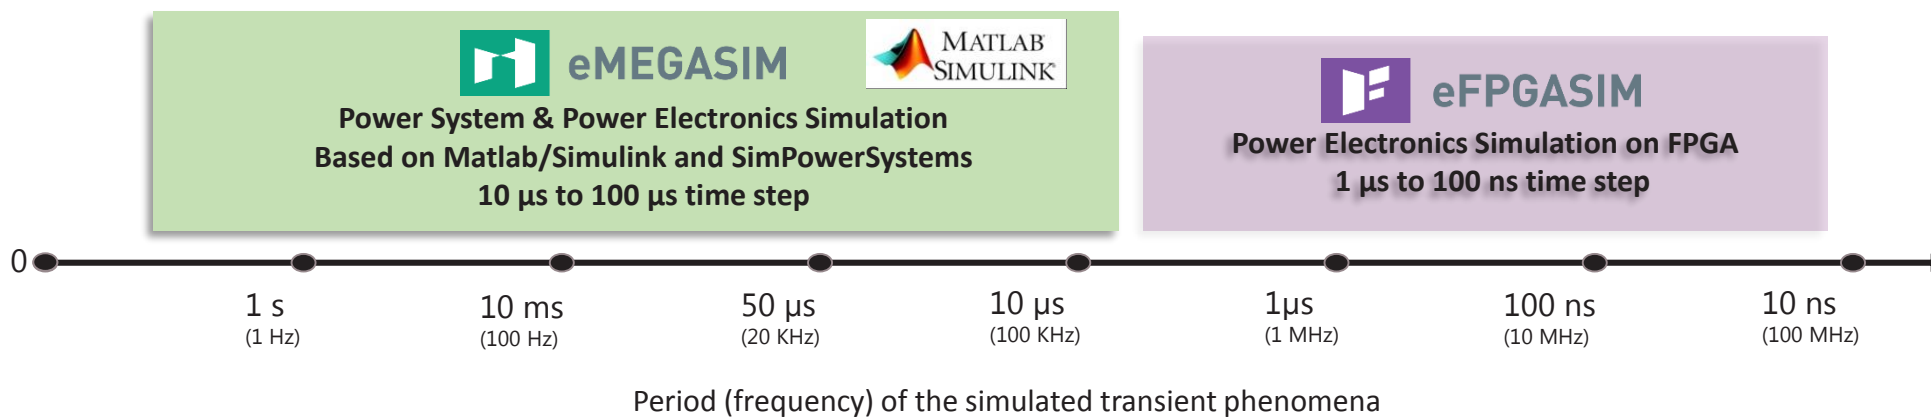 eMEGASIM
MATLAB
SIMULINK®
Power System & Power Electronics Simulation
Based on Matlab/Simulink and SimPowerSystems
10 µs to 100 µs time step
eFPGASIM
Power Electronics Simulation on FPGA
1 µs to 100 ns time step
0
1 s
(1 Hz)
10 ms
(100 Hz)
50 µs
(20 KHz)
10 µs
(100 KHz)
1µs
(1 MHz)
100 ns
(10 MHz)
10 ns
(100 MHz)
Period (frequency) of the simulated transient phenomena